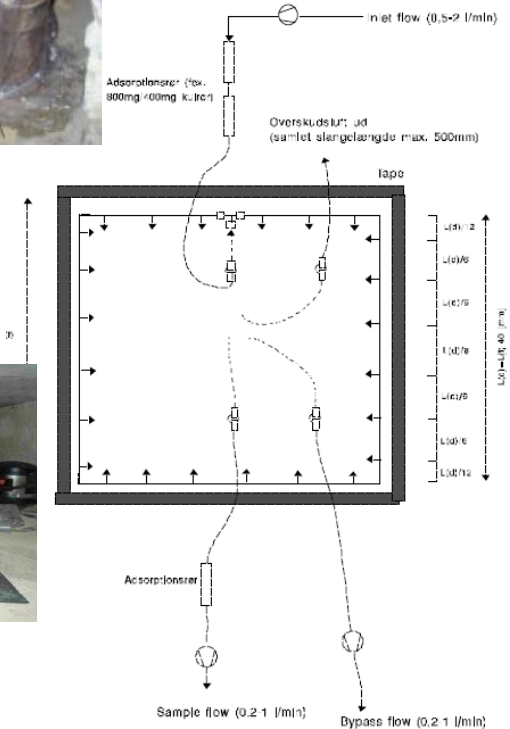 Inlet flow (0,5-2 l/min)
Adsorptionsrør (fex.
800mg/400mg kulrør)
Overskudsluft ud
(samlet slangelængde max. 500mm)
Tape
L(d)/12
L(d)/6
L(d)/6
L(d)/6
L(d)/6
L(d)/6
L(d)/12
Adsorptionsrør
Sample flow (0,2-1 l/min)
Bypass flow (0,2-1 l/min)